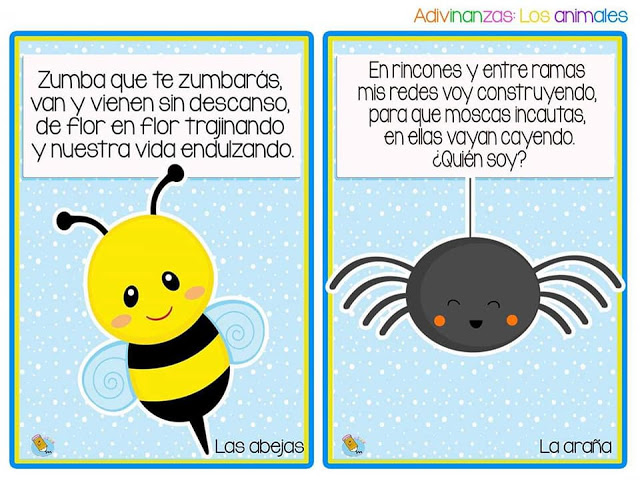 Adivinanzas: Los animales
Zumba que te zumbarás,
van y vienen sin descanso,
de flor en flor trajinando
y nuestra vida endulzando.
Las abejas
En rincones y entre ramas
mis redes voy construyendo,
para que moscas incautas,
en ellas vayan cayendo.
¿Quién soy?
La araña